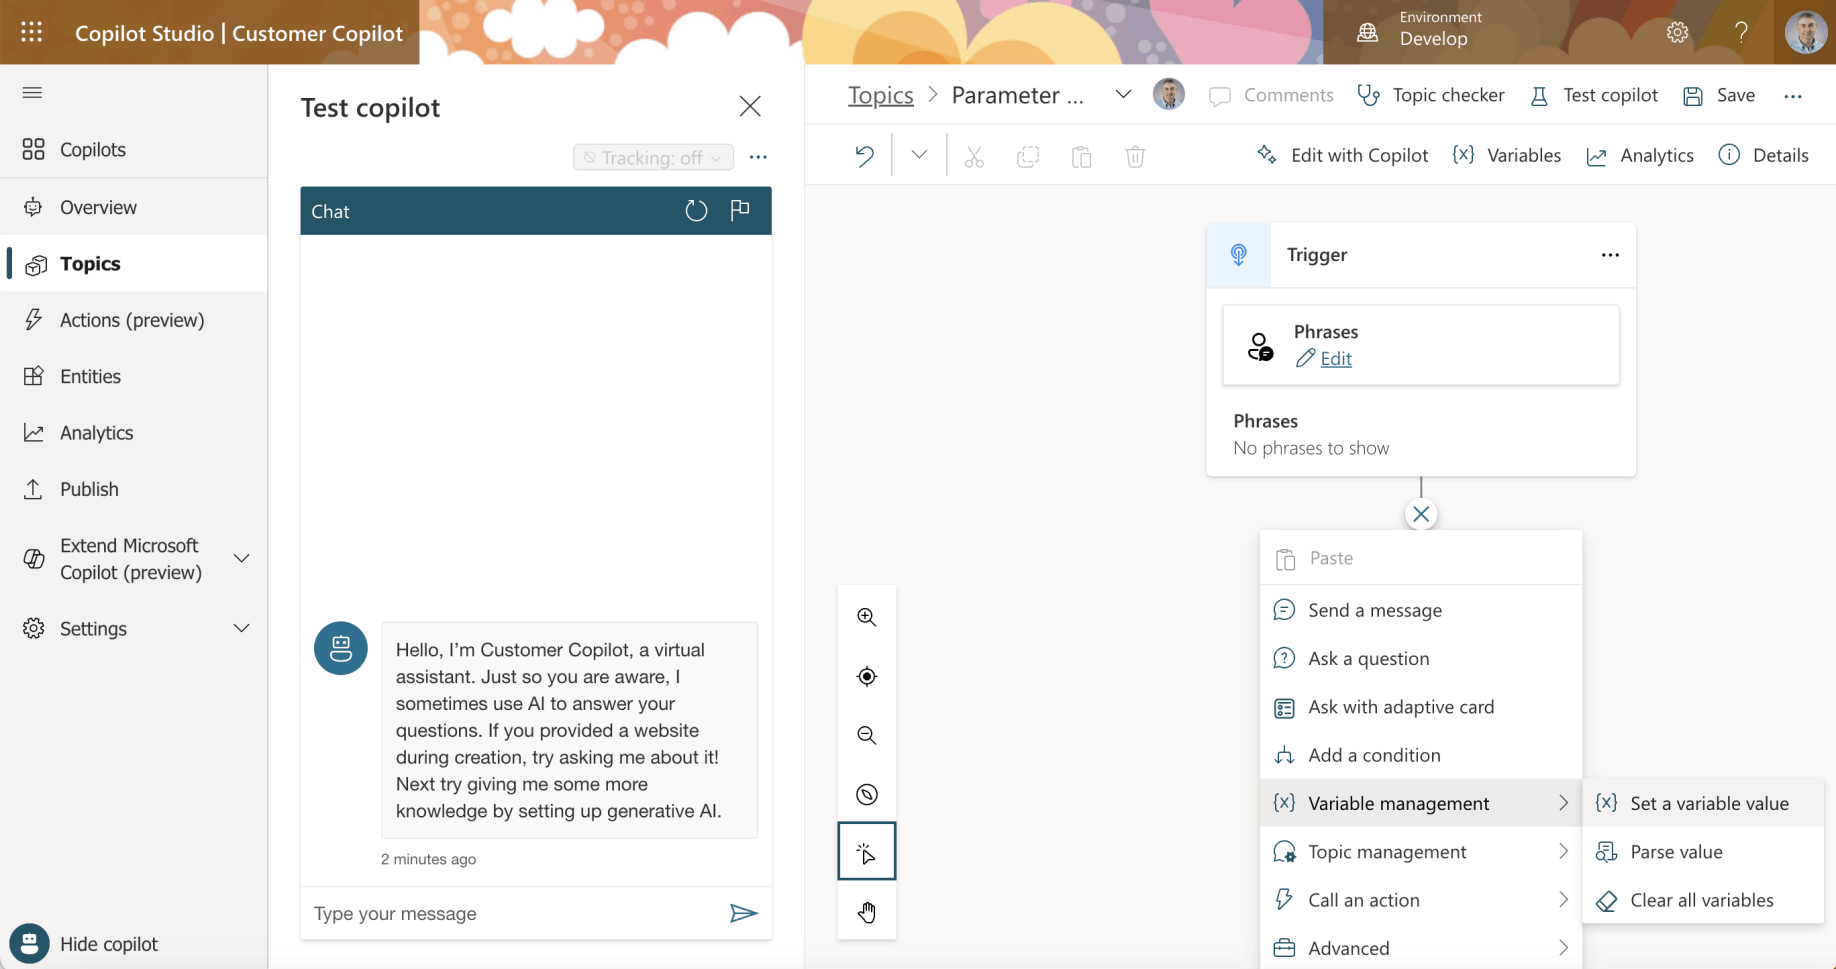 Copilot Studio | Customer Copilot
Environment
Develop
Copilots
Overview
Topics
Actions (preview)
Entities
Analytics
Publish
Extend Microsoft
Copilot (preview)
Settings
Hide copilot
Test copilot
Tracking: off
Chat
Hello, I'm Customer Copilot, a virtual
assistant. Just so you are aware, I
sometimes use AI to answer your
questions. If you provided a website
during creation, try asking me about it!
Next try giving me some more
knowledge by setting up generative AI.
2 minutes ago
Type your message
Topics > Parameter ...
Comments
Topic checker
Test copilot
Save
Edit with Copilot
Variables
Analytics
Details
Trigger
Phrases
Edit
Phrases
No phrases to show
Paste
Send a message
Ask a question
Ask with adaptive card
Add a condition
Variable management
Topic management
Call an action
Advanced
Set a variable value
Parse value
Clear all variables